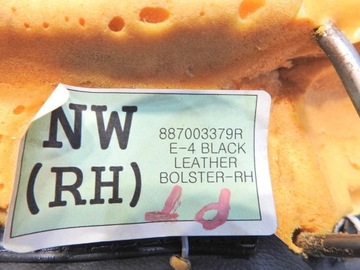 NW
(RH)
887003379R
E-4 BLACK
LEATHER
BOLSTER-RH